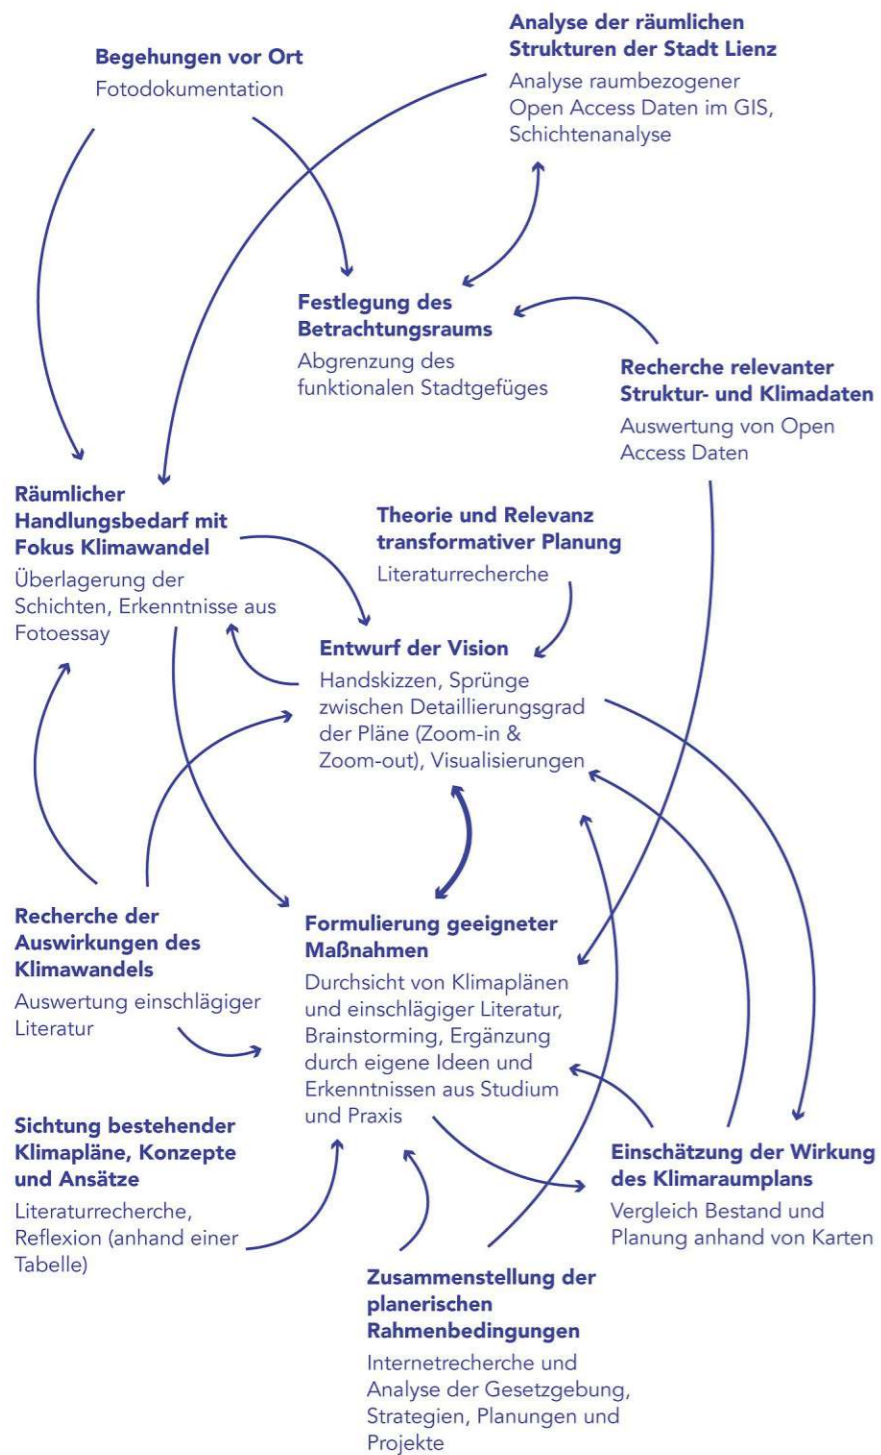 Begehungen vor Ort
Fotodokumentation
Analyse der räumlichen
Strukturen der Stadt Lienz
Analyse raumbezogener
Open Access Daten im GIS,
Schichtenanalyse
Festlegung des
Betrachtungsraums
Abgrenzung des
funktionalen Stadtgefüges
Recherche relevanter
Struktur- und Klimadaten
Auswertung von Open
Access Daten
Räumlicher
Handlungsbedarf mit
Fokus Klimawandel
Überlagerung der
Schichten, Erkenntnisse aus
Fotoessay
Theorie und Relevanz
transformativer Planung
Literaturrecherche
Entwurf der Vision
Handskizzen, Sprünge
zwischen Detaillierungsgrad
der Pläne (Zoom-in &
Zoom-out), Visualisierungen
Recherche der
Auswirkungen des
Klimawandels
Auswertung einschlägiger
Literatur
Formulierung geeigneter
Maßnahmen
Durchsicht von Klimaplänen
und einschlägiger Literatur,
Brainstorming, Ergänzung
durch eigene Ideen und
Erkenntnissen aus Studium
und Praxis
Sichtung bestehender
Klimapläne, Konzepte
und Ansätze
Literaturrecherche,
Reflexion (anhand einer
Tabelle)
Einschätzung der Wirkung
des Klimaraumplans
Vergleich Bestand und
Planung anhand von Karten
Zusammenstellung der
planerischen
Rahmenbedingungen
Internetrecherche und
Analyse der Gesetzgebung,
Strategien, Planungen und
Projekte